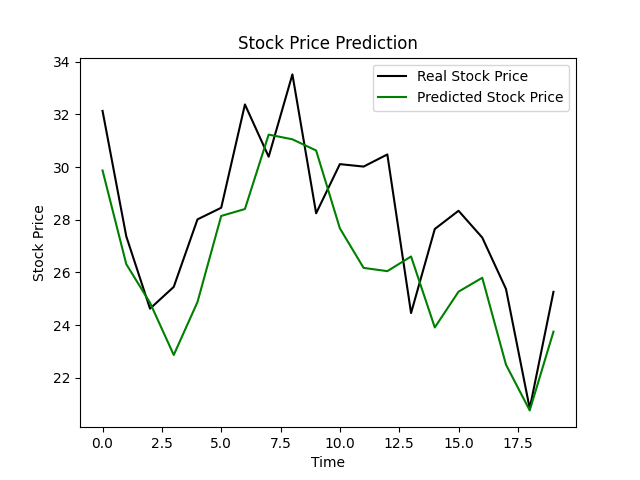 Stock Price Prediction
Real Stock Price
Predicted Stock Price
Stock Price
34
32
30
28
26
24
22
0.0 2.5 5.0 7.5 10.0 12.5 15.0 17.5
Time